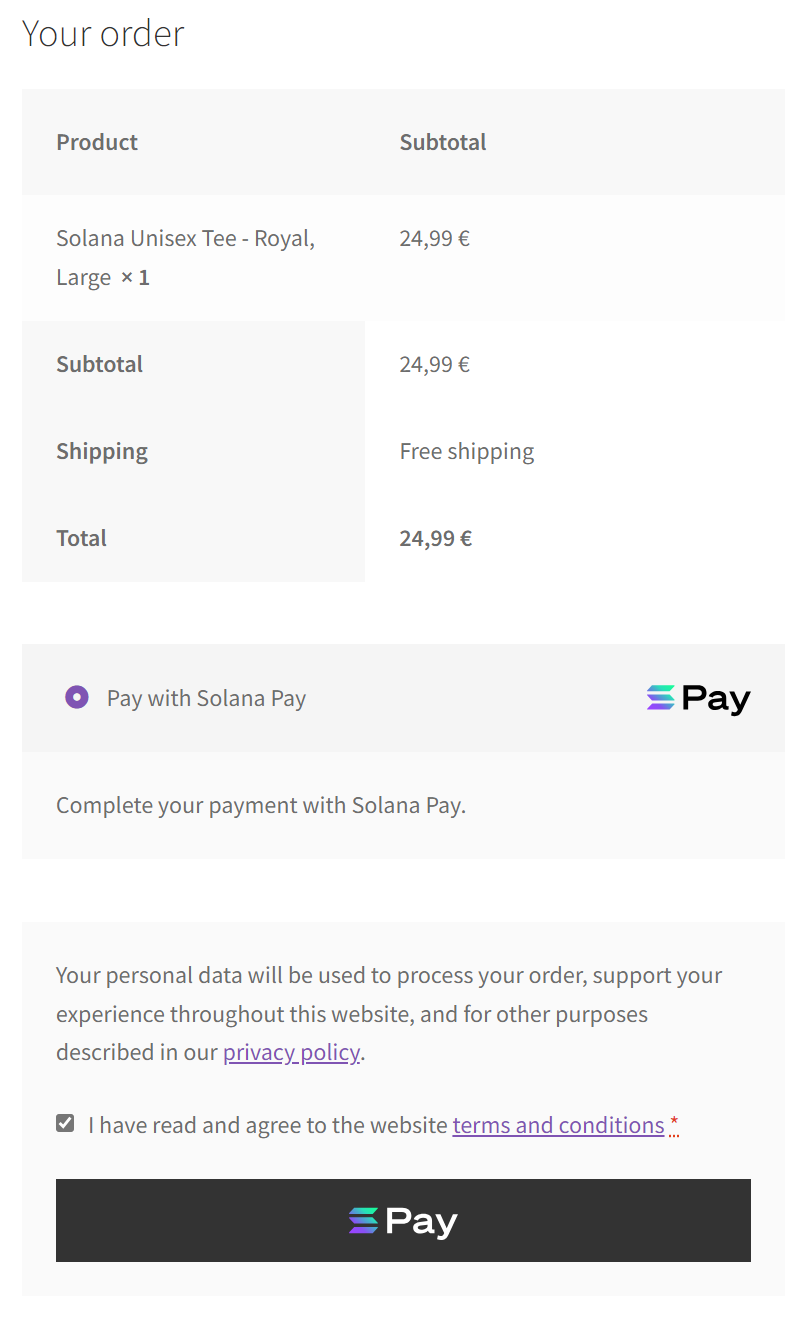 Your order
Product Subtotal
Solana Unisex Tee - Royal, 24,99 €
Large × 1
Subtotal 24,99 €
Shipping Free shipping
Total 24,99 €
Pay with Solana Pay Pay
Complete your payment with Solana Pay.
Your personal data will be used to process your order, support your
experience throughout this website, and for other purposes
described in our privacy policy.
I have read and agree to the website terms and conditions *
Pay